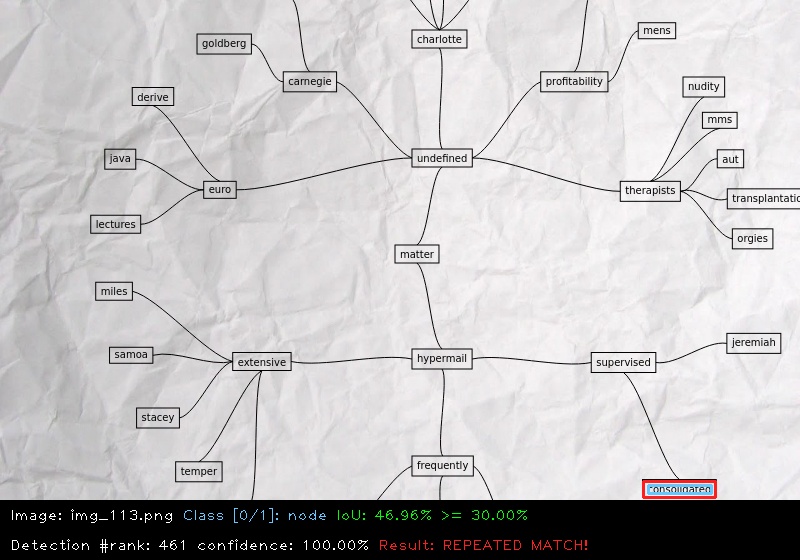 charlotte
mens
goldberg
carnegie
profitability
nudity
derive
mms
java
undefined
aut
euro
therapists
transplantatio
lectures
orgies
matter
miles
jeremiah
samoa
extensive
hypermail
supervised
stacey
temper
frequently
consolidated
Image: img_113.png Class [0/1]: node IoU: 46.96% >= 30.00%
Detection #rank: 461 confidence: 100.00% Result: REPEATED MATCH!